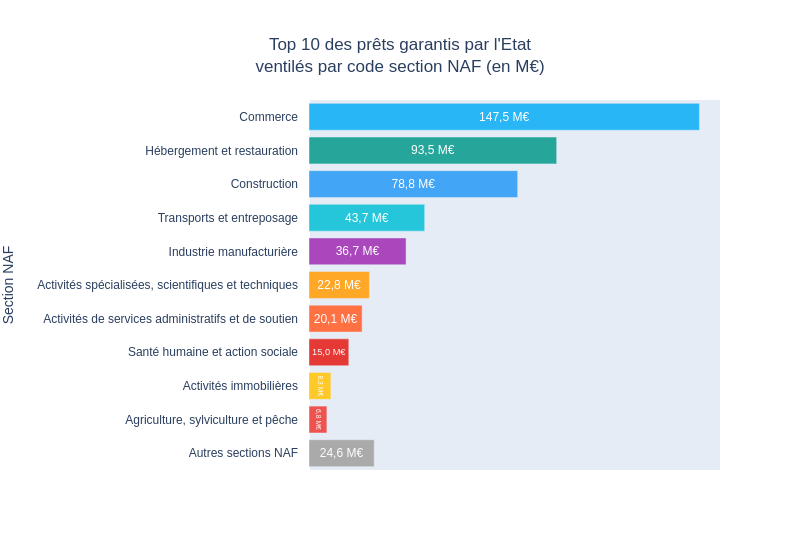 Top 10 des prêts garantis par l'Etat
ventilés par code section NAF (en M€)
Section NAF
Commerce
147,5 M€
Hébergement et restauration
93,5 M€
Construction
78,8 M€
Transports et entreposage
43,7 M€
Industrie manufacturière
36,7 M€
Activités spécialisées, scientifiques et techniques
22,8 M€
Activités de services administratifs et de soutien
20,1 M€
Santé humaine et action sociale
15,0 M€
Activités immobilières
M€
Agriculture, sylviculture et pêche
6,8 M€
Autres sections NAF
24,6 M€